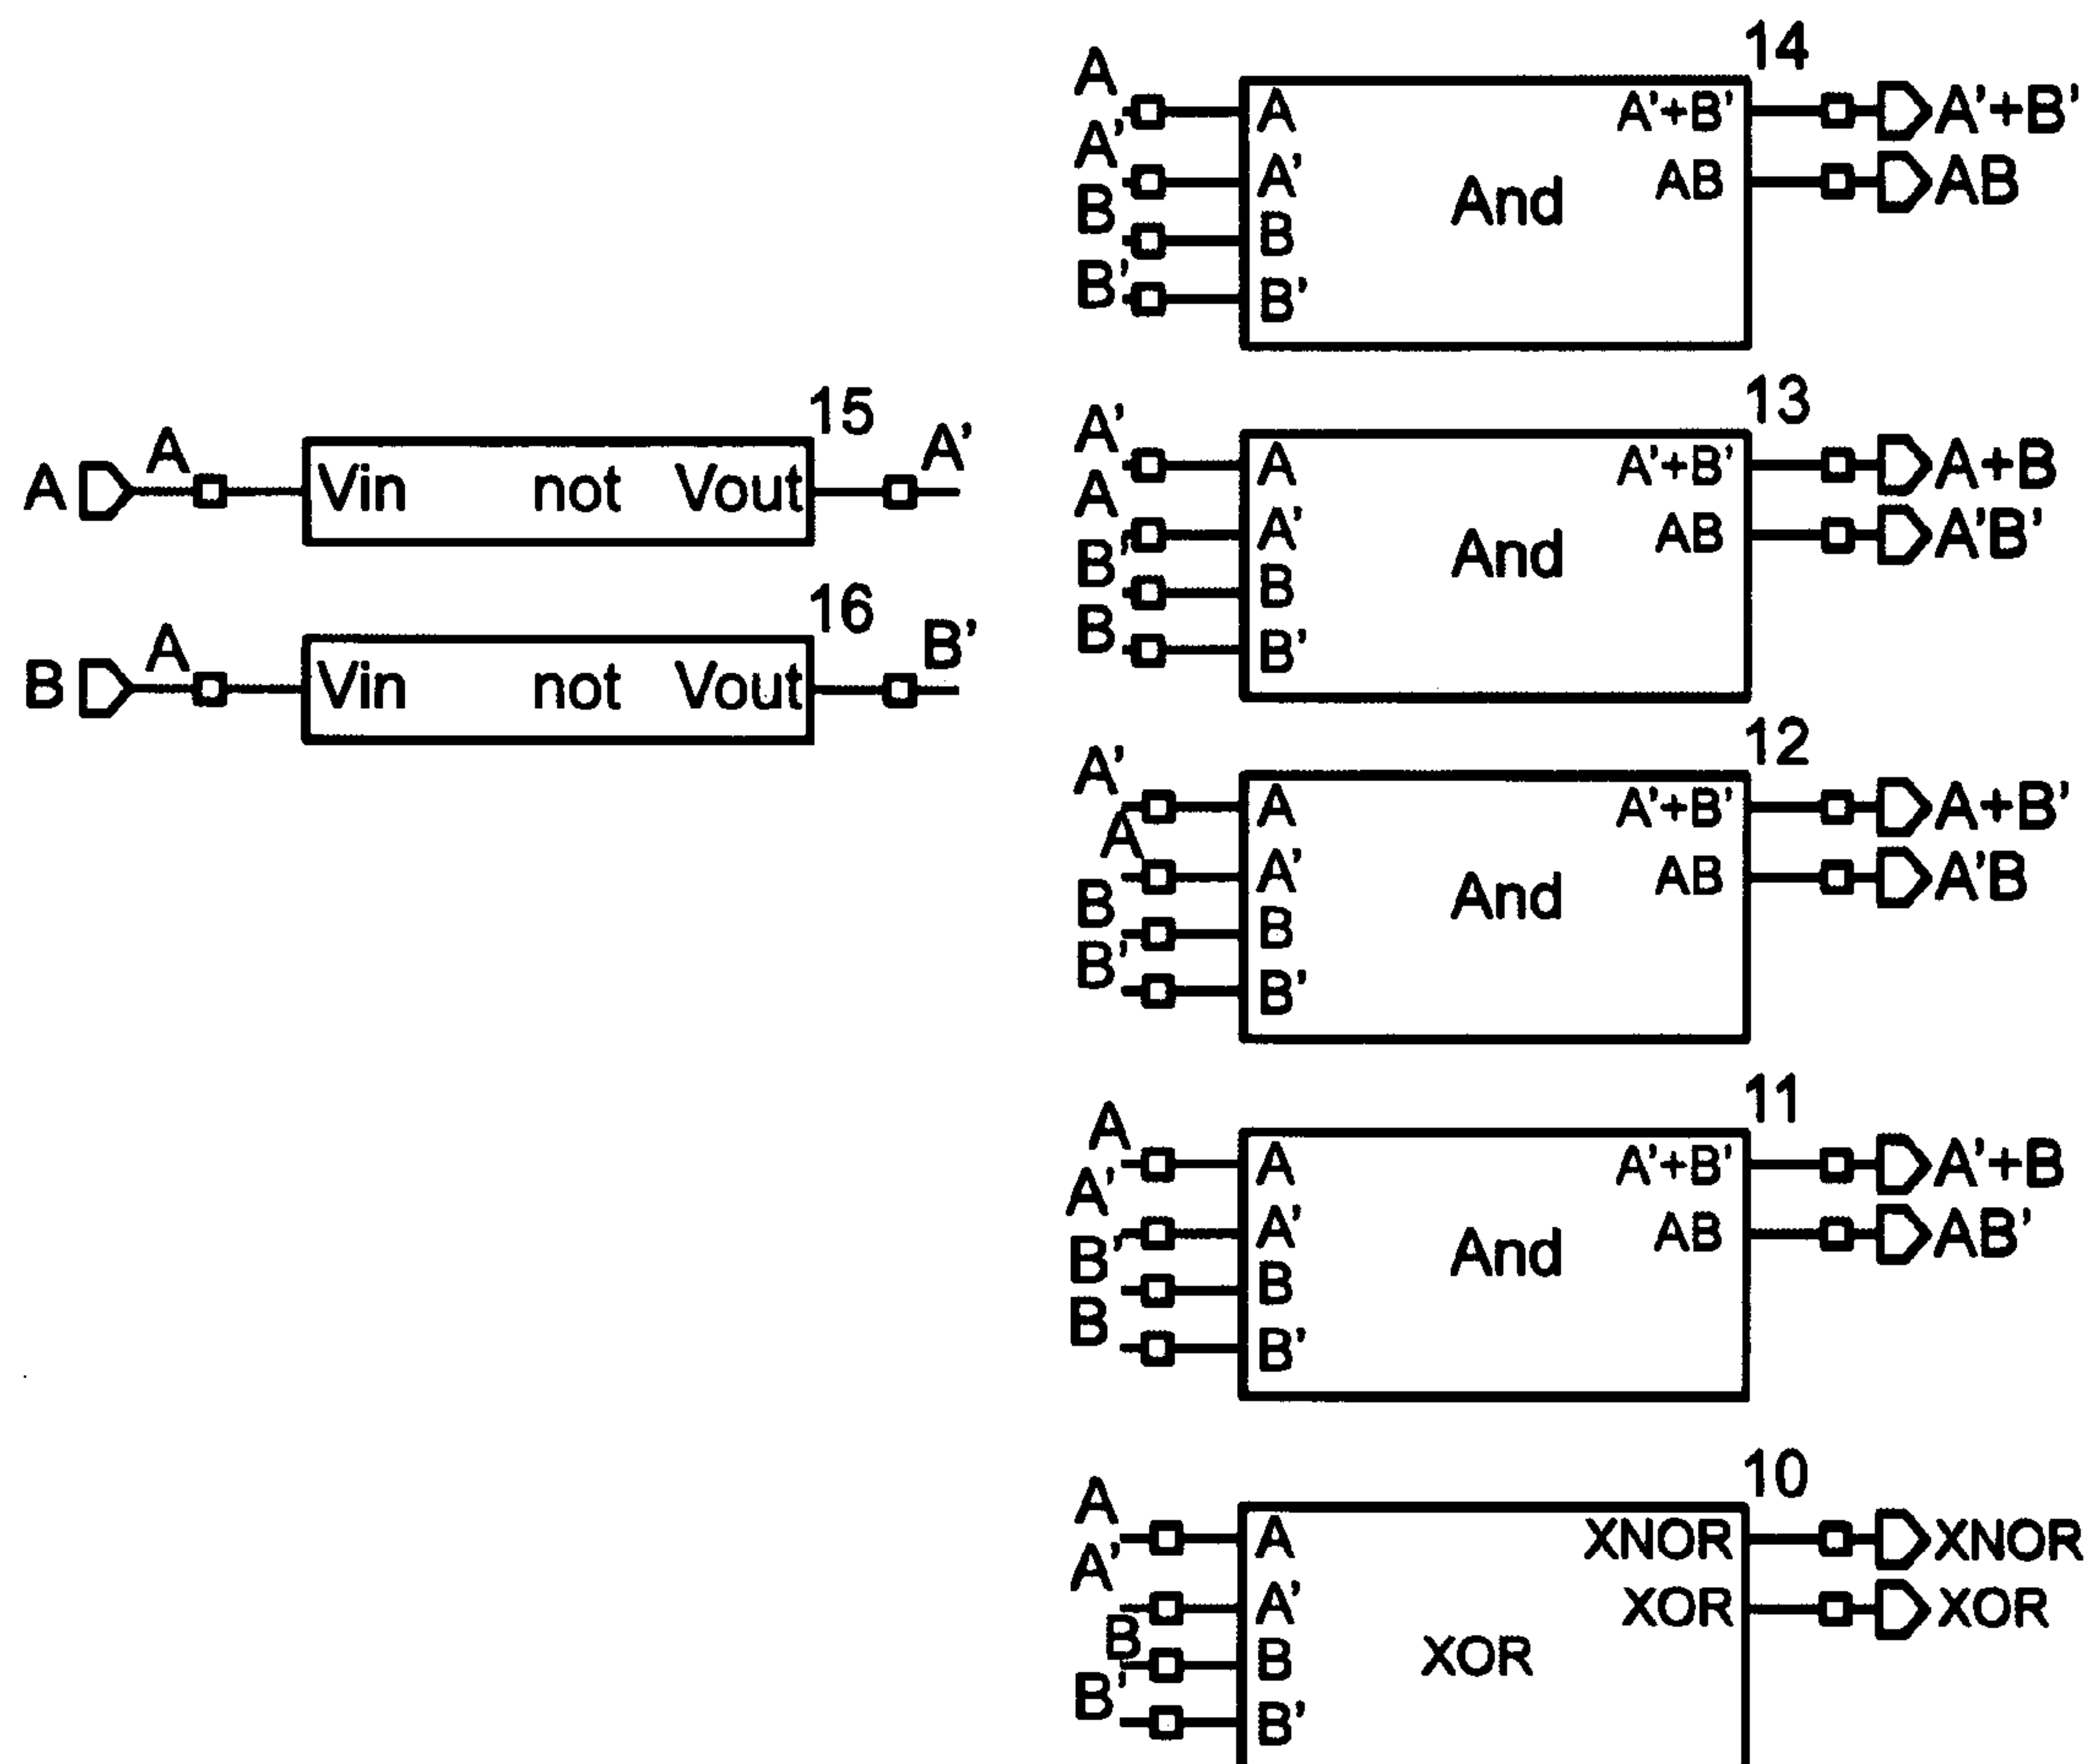 A A Vin not Vout 15 A'
B A Vin not Vout 16 B'
14
A A A'+B' A'+B'
A' A' And AB AB
B B
B' B'
13
A' A A'+B' A+B
A A' And AB A'B'
B' B
B B'
12
A' A A'+B' A+B'
A A' And AB A'B
B B
B' B'
11
A A A'+B' A'+B
A' A' And AB AB'
B' B
B B'
10
A A XNOR XNOR
A' A' XOR XOR
B B XOR
B' B'